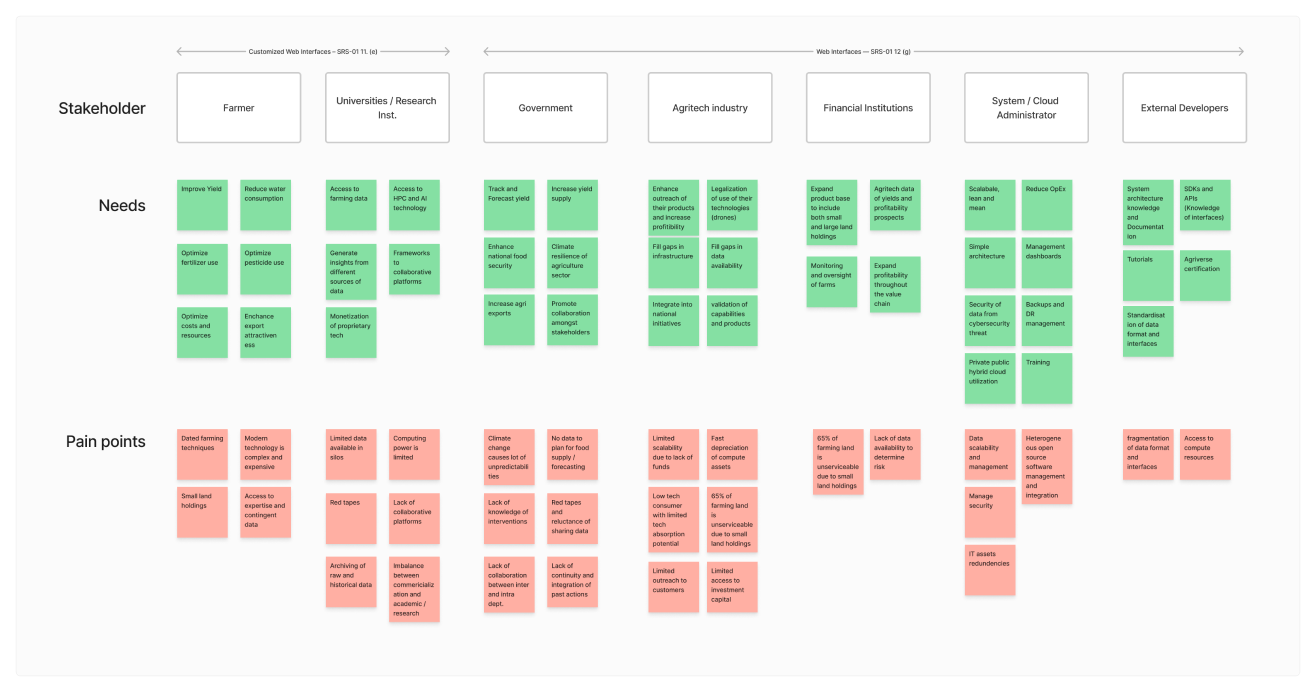 Customized Web Interfaces – SRS-01 11. (e)
Web Interfaces — SRS-01 12 (g)
Stakeholder
Farmer
Universities / Research
Inst.
Government
Agritech industry
Financial Institutions
System / Cloud
Administrator
External Developers
Needs
Improve Yield
Reduce water
consumption
Optimize
fertilizer use
Optimize
pesticide use
Optimize
costs and
resources
Enchance
export
attractiven
ess
Access to
farming data
Access to
HPC and AI
technology
Generate
insights from
different
sources of
data
Frameworks
to
collaborative
platforms
Monetization
of proprietary
tech
Track and
Forecast yield
Increase yield
supply
Enhance
national food
security
Climate
resilience of
agriculture
sector
Increase agri
exports
Promote
collaboration
amongst
stakeholders
Enhance
outreach of
their products
and increase
profitibility
Legalization
of use of their
technologies
(drones)
Fill gaps in
infrastructure
Fill gaps in
data
availability
Integrate into
national
initiatives
validation of
capabilities
and products
Expand
product base
to include
both small
and large land
holdings
Agritech data
of yields and
profitability
prospects
Monitoring
and oversight
of farms
Expand
profitability
throughout
the value
chain
Scalabale,
lean and
mean
Reduce OpEx
Simple
architecture
Management
dashboards
Security of
data from
cybersecurity
threat
Backups and
DR
management
Private public
hybrid cloud
utilization
Training
System
architecture
knowledge
and
Documentat
ion
SDKs and
APIs
(Knowledge
of interfaces)
Tutorials
Agriverse
certification
Standardisat
ion of data
format and
interfaces
Pain points
Dated farming
techniques
Modern
technology is
complex and
expensive
Small land
holdings
Access to
expertise and
contingent
data
Limited data
available in
silos
Computing
power is
limited
Red tapes
Lack of
collaborative
platforms
Archiving of
raw and
historical data
Imbalance
between
commericializ
ation and
academic /
research
Climate
change
causes lot of
unpredictabili
ties
No data to
plan for food
supply /
forecasting
Lack of
knowledge of
interventions
Red tapes
and
reluctance of
sharing data
Lack of
collaboration
between inter
and intra
dept.
Lack of
continuity and
integration of
past actions
Limited
scalability
due to lack of
funds
Fast
depreciation
of compute
assets
Low tech
consumer
with limited
tech
absorption
potential
65% of
farming land
is
unserviceable
due to small
land holdings
Limited
outreach to
customers
Limited
access to
investment
capital
65% of
farming land
is
unserviceable
due to small
land holdings
Lack of data
availability to
determine
risk
Data
scalability
and
management
Heterogene
ous open
source
software
management
and
integration
Manage
security
IT assets
redundencies
fragmentation
of data format
and
interfaces
Access to
compute
resources